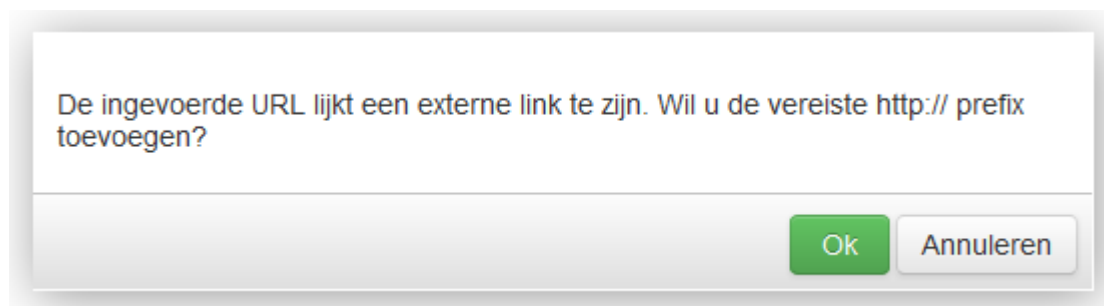 De ingevoerde URL lijkt een externe link te zijn. Wil u de vereiste http:// prefix
toevoegen?
Ok
Annuleren